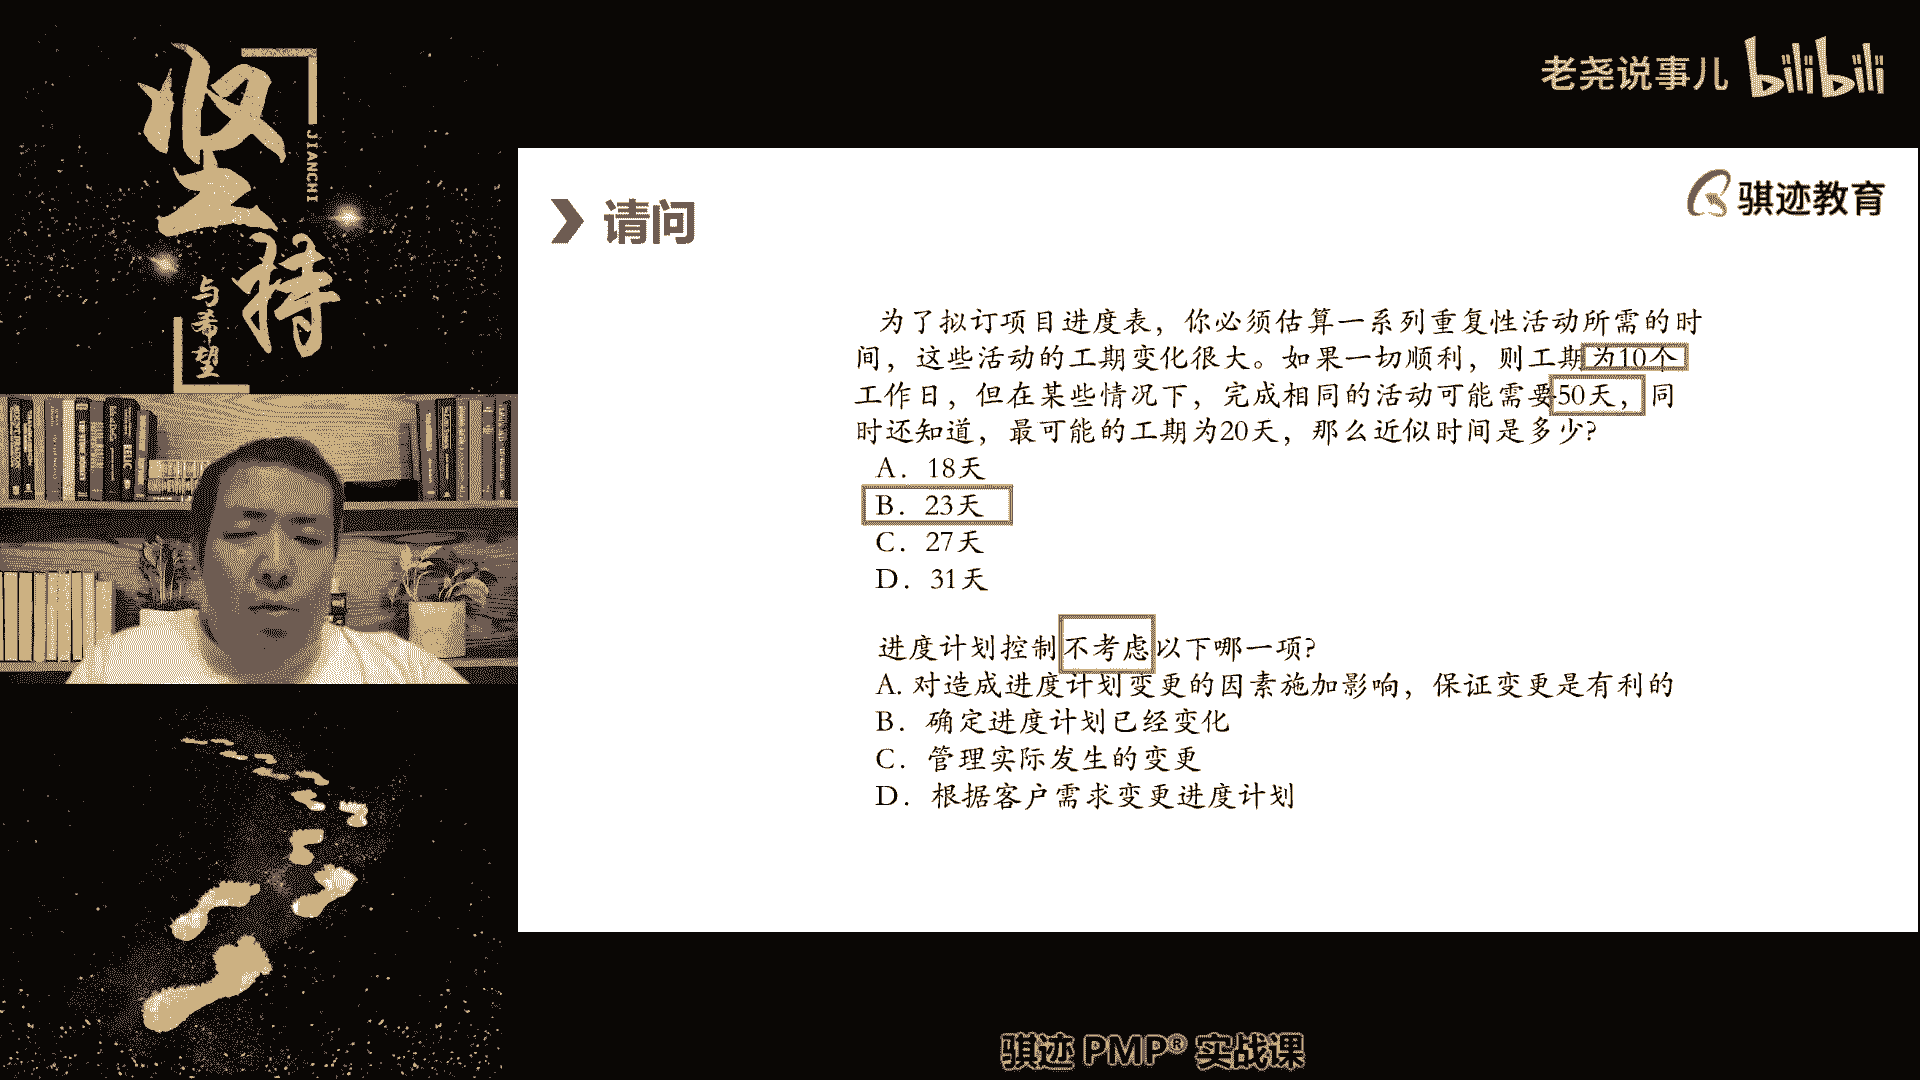 坚持
JIANCHI
与希望
老尧说事儿 bilibili
骐迹教育
请问
为了拟订项目进度表，你必须估算一系列重复性活动所需的时
间，这些活动的工期变化很大。如果一切顺利，则工期为10个
工作日，但在某些情况下，完成相同的活动可能需要50天，同
时还知道，最可能的工期为20天，那么近似时间是多少?
A．18天
B．23天
C．27天
D．31天
进度计划控制不考虑以下哪一项?
A. 对造成进度计划变更的因素施加影响，保证变更是有利的
B．确定进度计划已经变化
C．管理实际发生的变更
D．根据客户需求变更进度计划
骐迹 PMP® 实战课